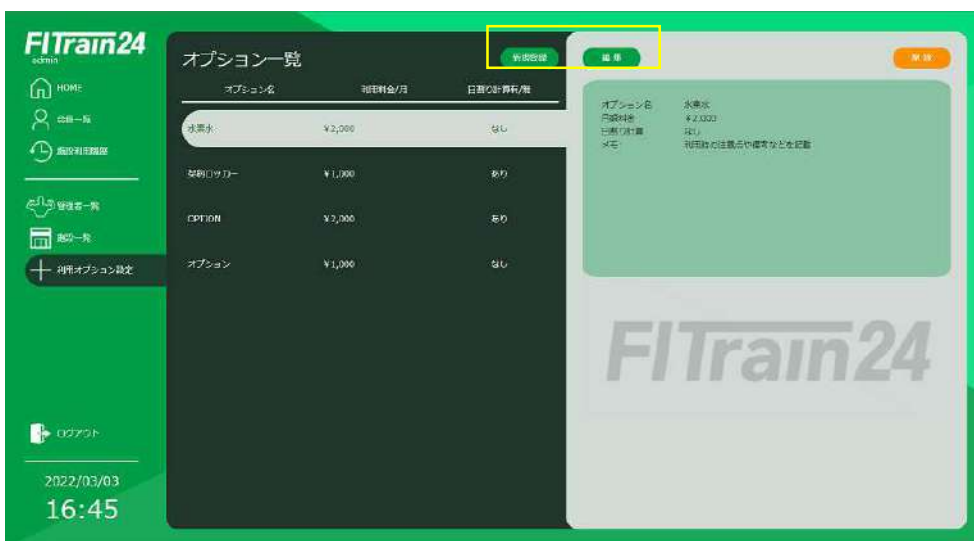 FITrain24
admin
HOME
会員一覧
施設利用履歴
管理者一覧
施設一覧
利用オプション設定
ログアウト
2022/03/03
16:45
オプション一覧
新規登録
オプション名 利用料金/月 日割り計算有/無
水素水 ¥2,000 なし
契約ロッカー ¥1,000 あり
OPTION ¥2,000 あり
オプション ¥1,000 なし
編集
オプション名 水素水
月額料金 ¥2,000
日割り計算 なし
メモ 利用時の注意点や備考などを記載
FITrain24